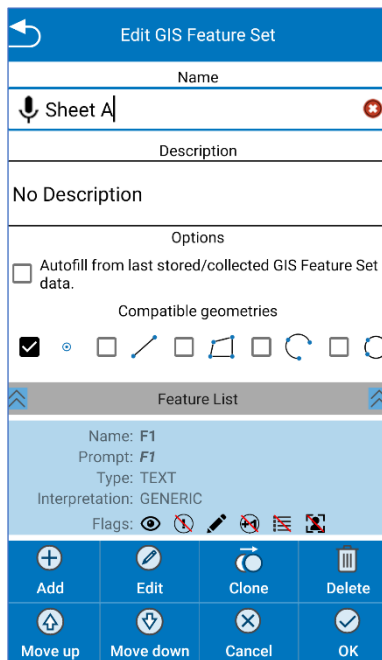 Edit GIS Feature Set
Name
Sheet A
Description
No Description
Options
Autofill from last stored/collected GIS Feature Set
data.
Compatible geometries
Feature List
Name: F1
Prompt: F1
Type: TEXT
Interpretation: GENERIC
Flags:
Add Edit Clone Delete
Move up Move down Cancel OK